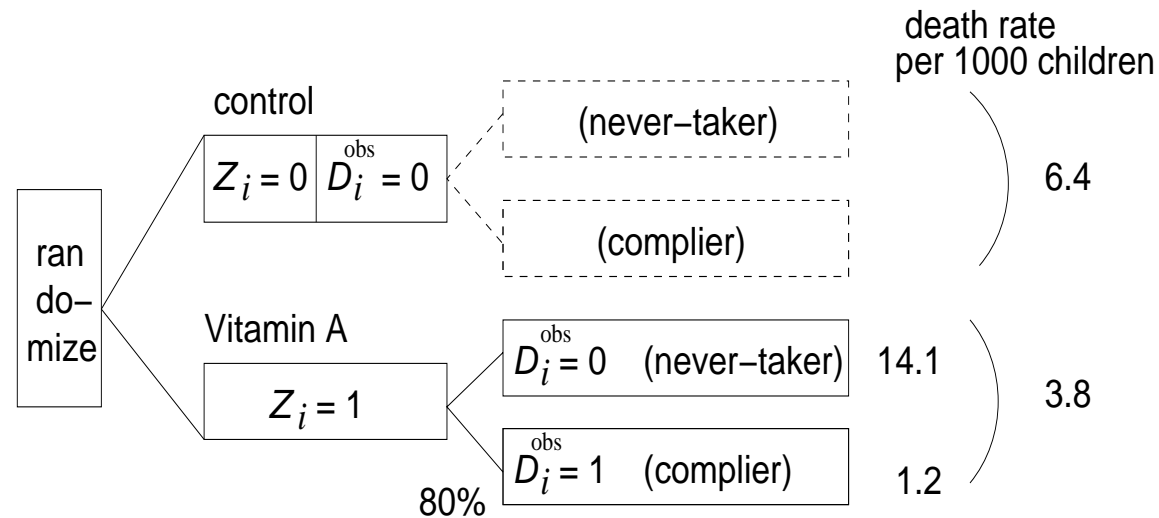 death rate
per 1000 children
control
(never–taker)
Z_i = 0 D_i^obs = 0
6.4
(complier)
ran
do–
mize
Vitamin A
D_i^obs = 0 (never–taker) 14.1
Z_i = 1
3.8
D_i^obs = 1 (complier) 1.2
80%